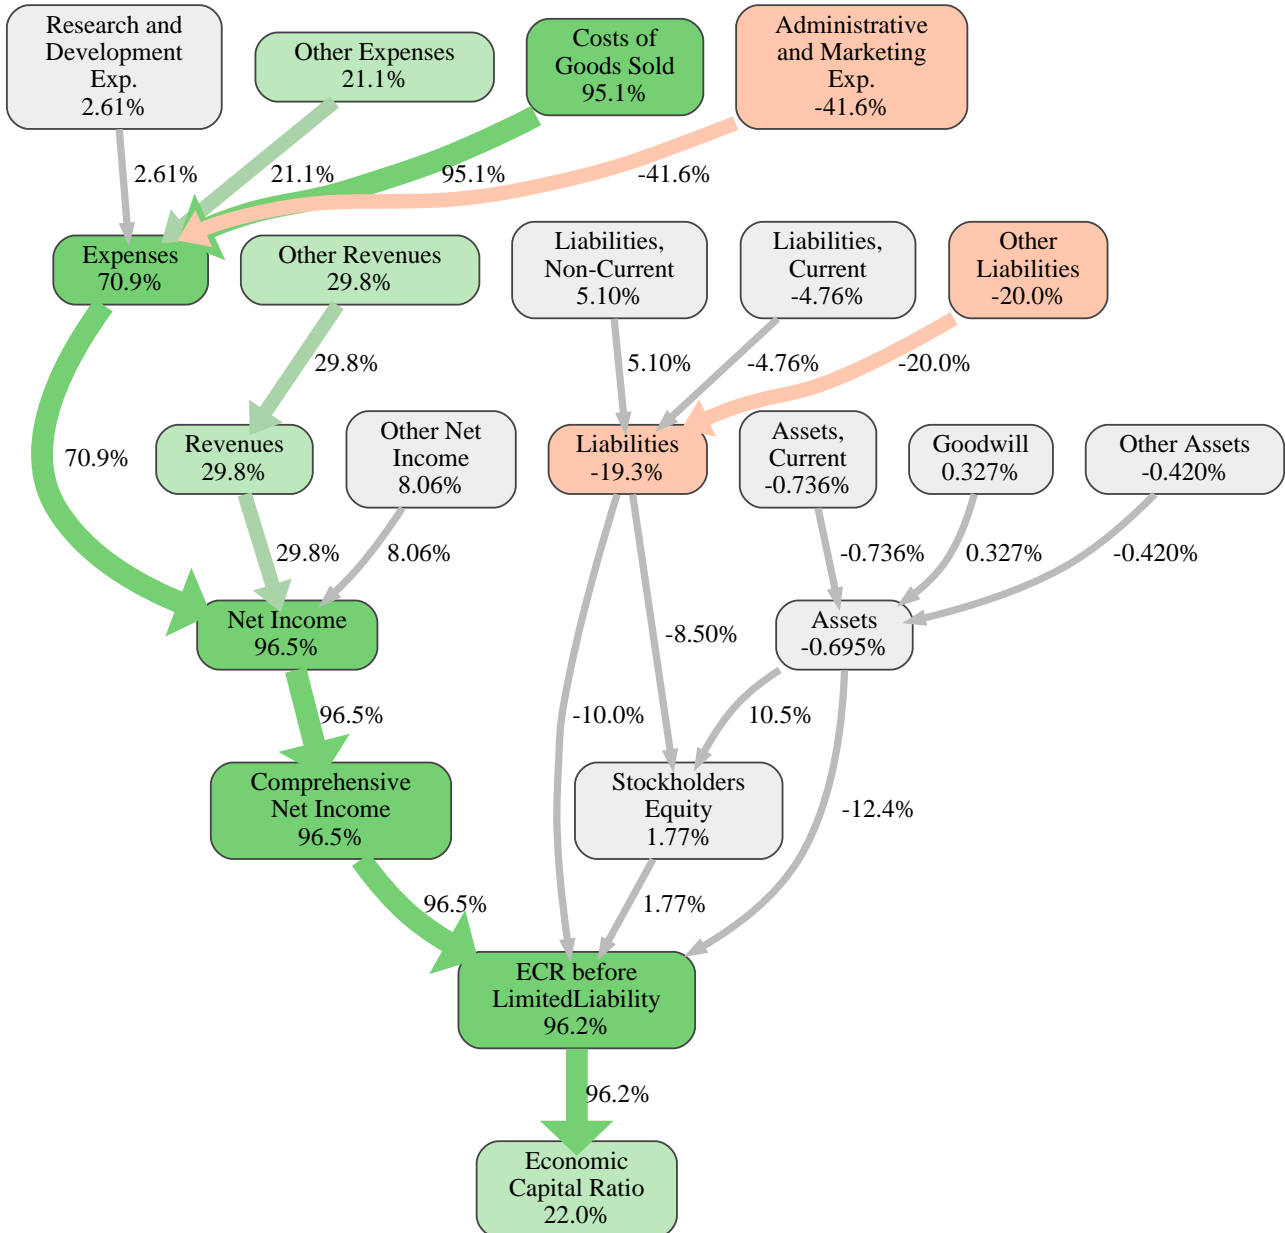 Research and
Development
Exp.
2.61%
Other Expenses
21.1%
Costs of
Goods Sold
95.1%
Administrative
and Marketing
Exp.
-41.6%
2.61%
21.1%
95.1%
-41.6%
Expenses
70.9%
Other Revenues
29.8%
Liabilities,
Non-Current
5.10%
Liabilities,
Current
-4.76%
Other
Liabilities
-20.0%
29.8%
5.10%
-4.76%
-20.0%
70.9%
Revenues
29.8%
Other Net
Income
8.06%
Liabilities
-19.3%
Assets,
Current
-0.736%
Goodwill
0.327%
Other Assets
-0.420%
29.8%
8.06%
-0.736%
0.327%
-0.420%
Net Income
96.5%
-8.50%
Assets
-0.695%
96.5%
-10.0%
10.5%
Comprehensive
Net Income
96.5%
Stockholders
Equity
1.77%
-12.4%
96.5%
1.77%
ECR before
LimitedLiability
96.2%
96.2%
Economic
Capital Ratio
22.0%